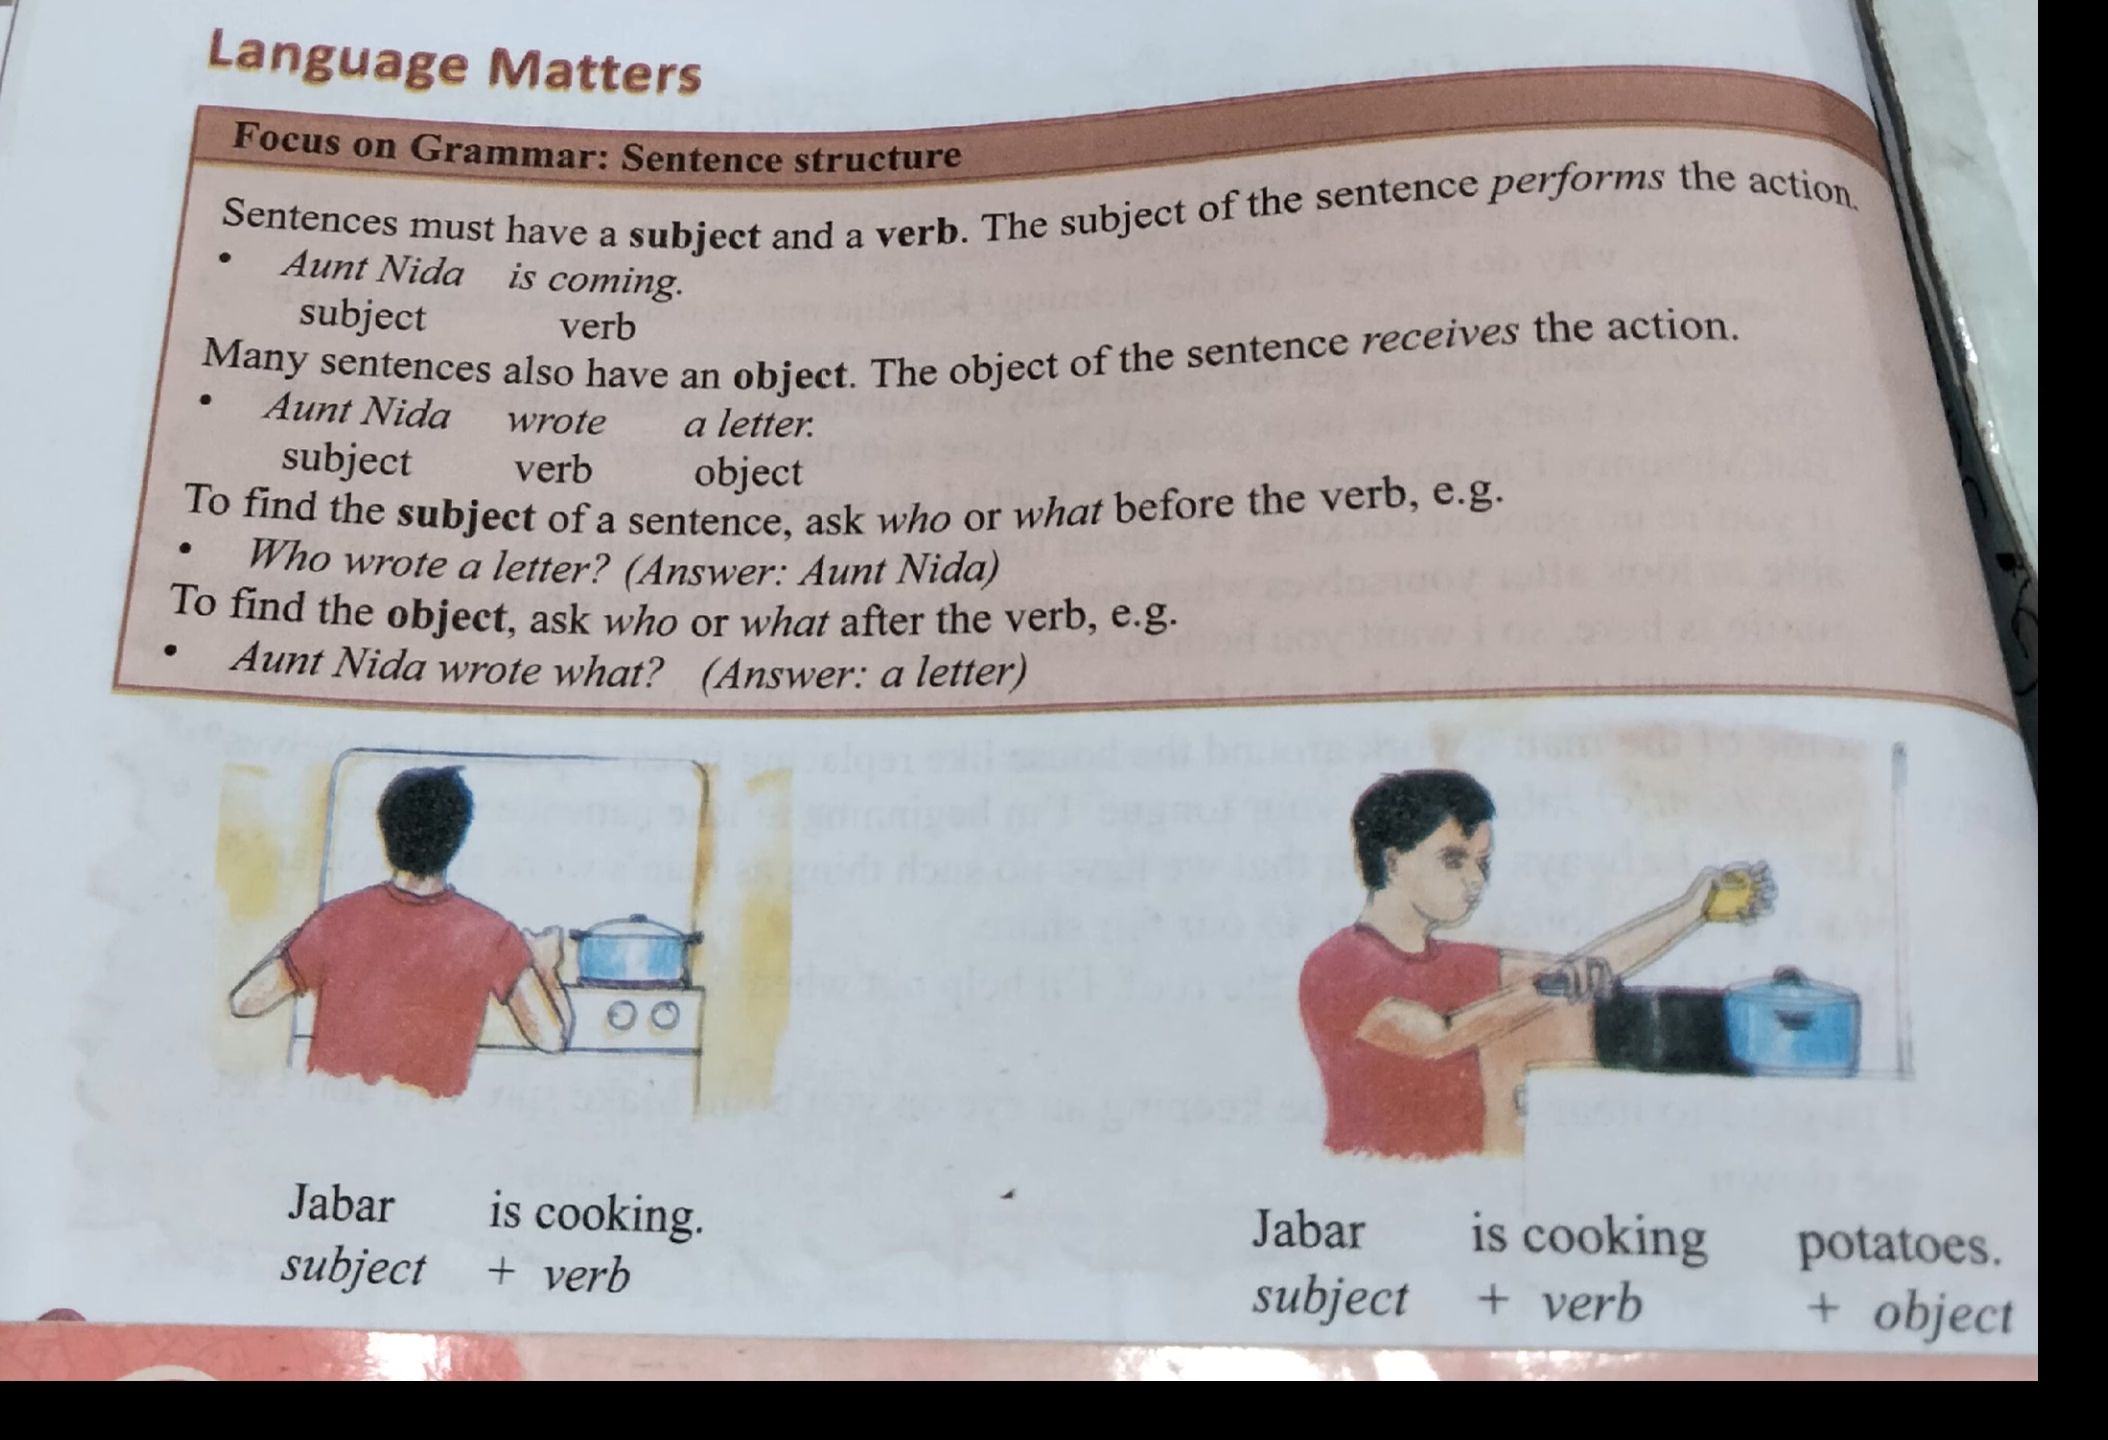 Language Matters
Focus on Grammar: Sentence structure
Sentences must have a subject and a verb. The subject of the sentence performs the action.
• Aunt Nida is coming.
subject verb
Many sentences also have an object. The object of the sentence receives the action.
• Aunt Nida wrote a letter.
subject verb object
To find the subject of a sentence, ask who or what before the verb, e.g.
• Who wrote a letter? (Answer: Aunt Nida)
To find the object, ask who or what after the verb, e.g.
• Aunt Nida wrote what? (Answer: a letter)
Jabar is cooking.
subject + verb
Jabar is cooking potatoes.
subject + verb + object